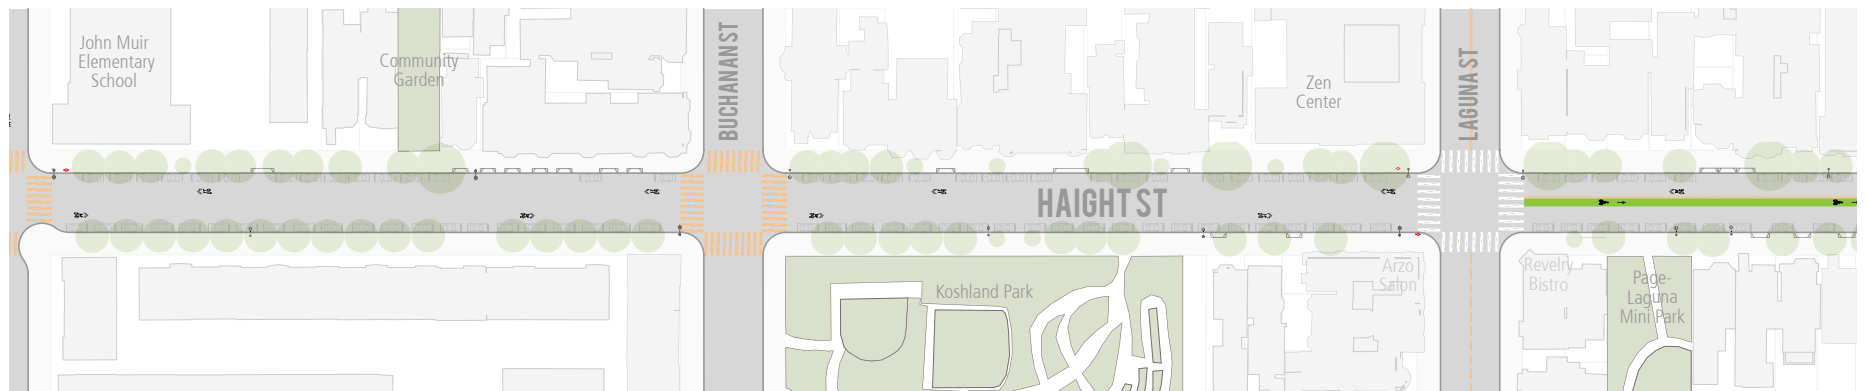 John Muir
Elementary
School
Community
Garden
BUCHANAN ST
Zen
Center
LAGUNA ST
HAIGHT ST
Koshland Park
Arzo
Salon
Revelry
Bistro
Page-
Laguna
Mini Park